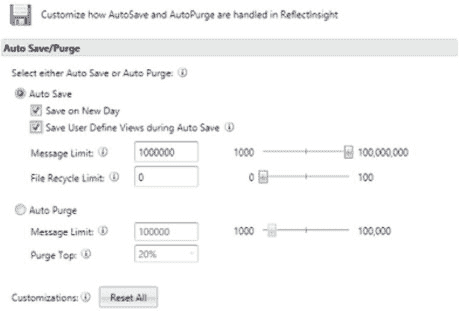 Customize how AutoSave and AutoPurge are handled in ReflectInsight
Auto Save/Purge
Select either Auto Save or Auto Purge:
Auto Save
Save on New Day
Save User Define Views during Auto Save
Message Limit: 1000000 1000 100,000,000
File Recycle Limit: 0 0 100
Auto Purge
Message Limit: 100000 1000 100,000
Purge Top: 20%
Customizations: Reset All